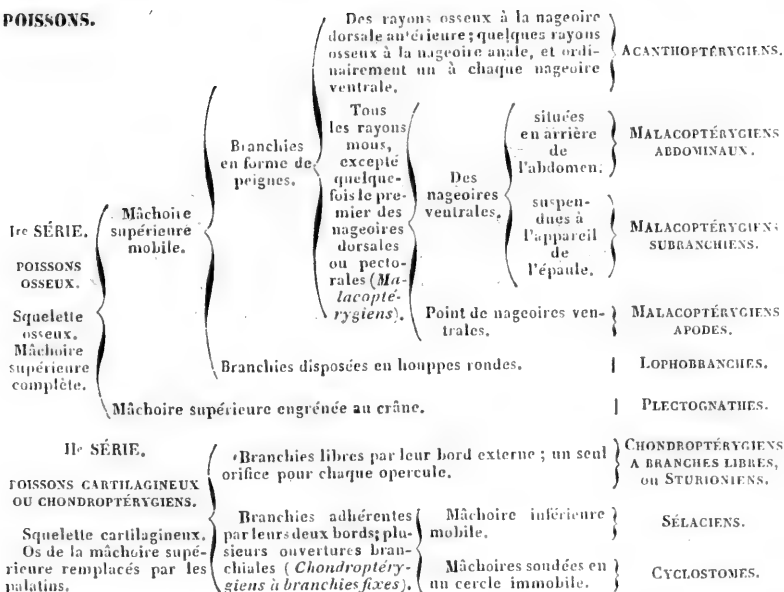 POISSONS.
Des rayons osseux à la nageoire
dorsale antérieure; quelques rayons
osseux à la nageoire anale, et ordi-
nairement un à chaque nageoire
ventrale.
ACANTHOPTÉRYGIENS
Ire SÉRIE.
POISSONS
OSSEUX.
Squelette
osseux.
Mâchoire
supérieure
complète.
Mâchoire
supérieure
mobile.
Branchies
en forme de
peignes.
Tous
les rayons
mous,
excepté
quelque-
fois le pre-
mier des
nageoires
dorsales
ou pecto-
rales (Ma-
lacopté-
rygiens).
Des
nageoires
ventrales.
situées
en arrière
de
l'abdomen.
MALACOPTÉRYGIENS
ABDOMINAUX.
suspen-
dues à
l'appareil
de
l'épaule.
MALACOPTÉRYGIENS
SUBRANCHIENS.
Point de nageoires ven-
trales.
MALACOPTÉRYGIENS
APODES.
Branchies disposées en houppes rondes.
LOPHOBRANCHES.
Mâchoire supérieure engrénée au crâne.
PLECTOGNATHES.
IIe SÉRIE.
POISSONS CARTILAGINEUX
OU CHONDROPTÉRYGIENS.
Squelette cartilagineux.
Os de la mâchoire supé-
rieure remplacés par les
palatins.
Branchies libres par leur bord externe; un seul
orifice pour chaque opercule.
CHONDROPTÉRYGIENS
A BRANCHES LIBRES,
ou STURIONIENS.
Branchies adhérentes
par leurs deux bords; plu-
sieurs ouvertures bran-
chiales (Chondroptéry-
giens à branchies fixes).
Mâchoire inférieure
mobile.
SÉLACIENS.
Mâchoires soudées en
un cercle immobile.
CYCLOSTOMES.